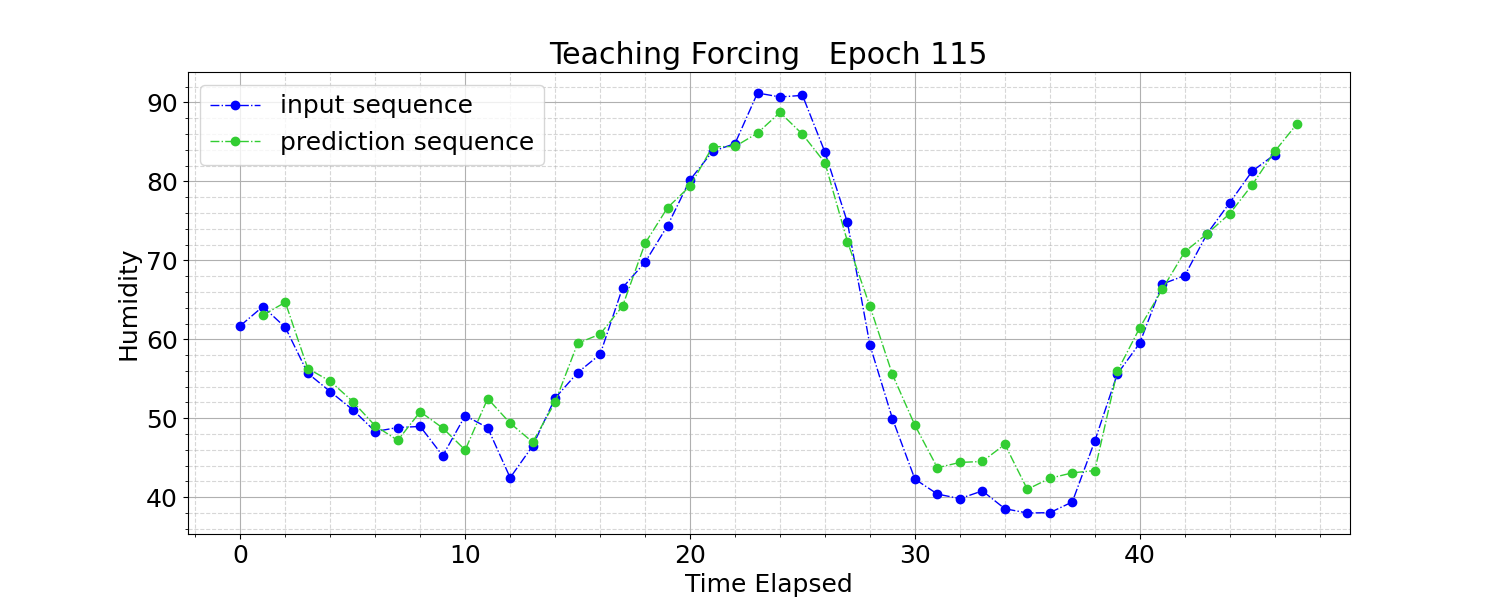 Teaching Forcing   Epoch 115
input sequence
prediction sequence
Humidity
90
80
70
60
50
40
0 10 20 30 40
Time Elapsed